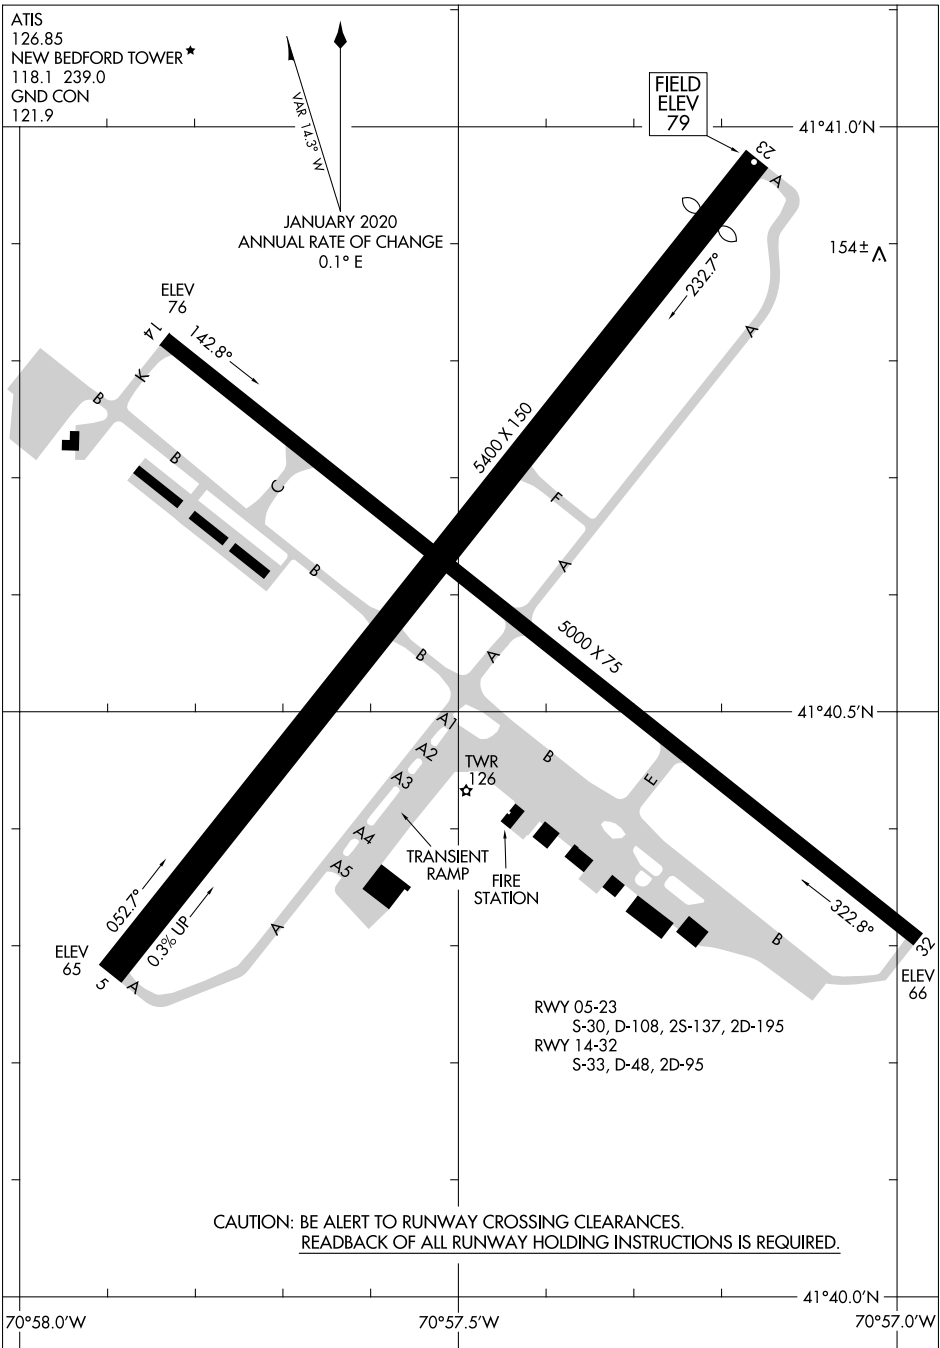 ATIS
126.85
NEW BEDFORD TOWER*
118.1 239.0
GND CON
121.9
VAR 14.3° W
JANUARY 2020
ANNUAL RATE OF CHANGE
0.1° E
FIELD
ELEV
79
41°41.0'N
23
A
154±
232.7°
A
ELEV
76
14
142.8°
K
B
5400 X 150
B
C
F
A
B
5000 X 75
B
A
41°40.5'N
A1
A2
A3
A4
A5
TWR
126
B
E
TRANSIENT
RAMP
FIRE
STATION
052.7°
0.3% UP
A
322.8°
B
32
ELEV
66
ELEV
65
5
A
RWY 05-23
S-30, D-108, 2S-137, 2D-195
RWY 14-32
S-33, D-48, 2D-95
CAUTION: BE ALERT TO RUNWAY CROSSING CLEARANCES.
READBACK OF ALL RUNWAY HOLDING INSTRUCTIONS IS REQUIRED.
41°40.0'N
70°58.0'W
70°57.5'W
70°57.0'W